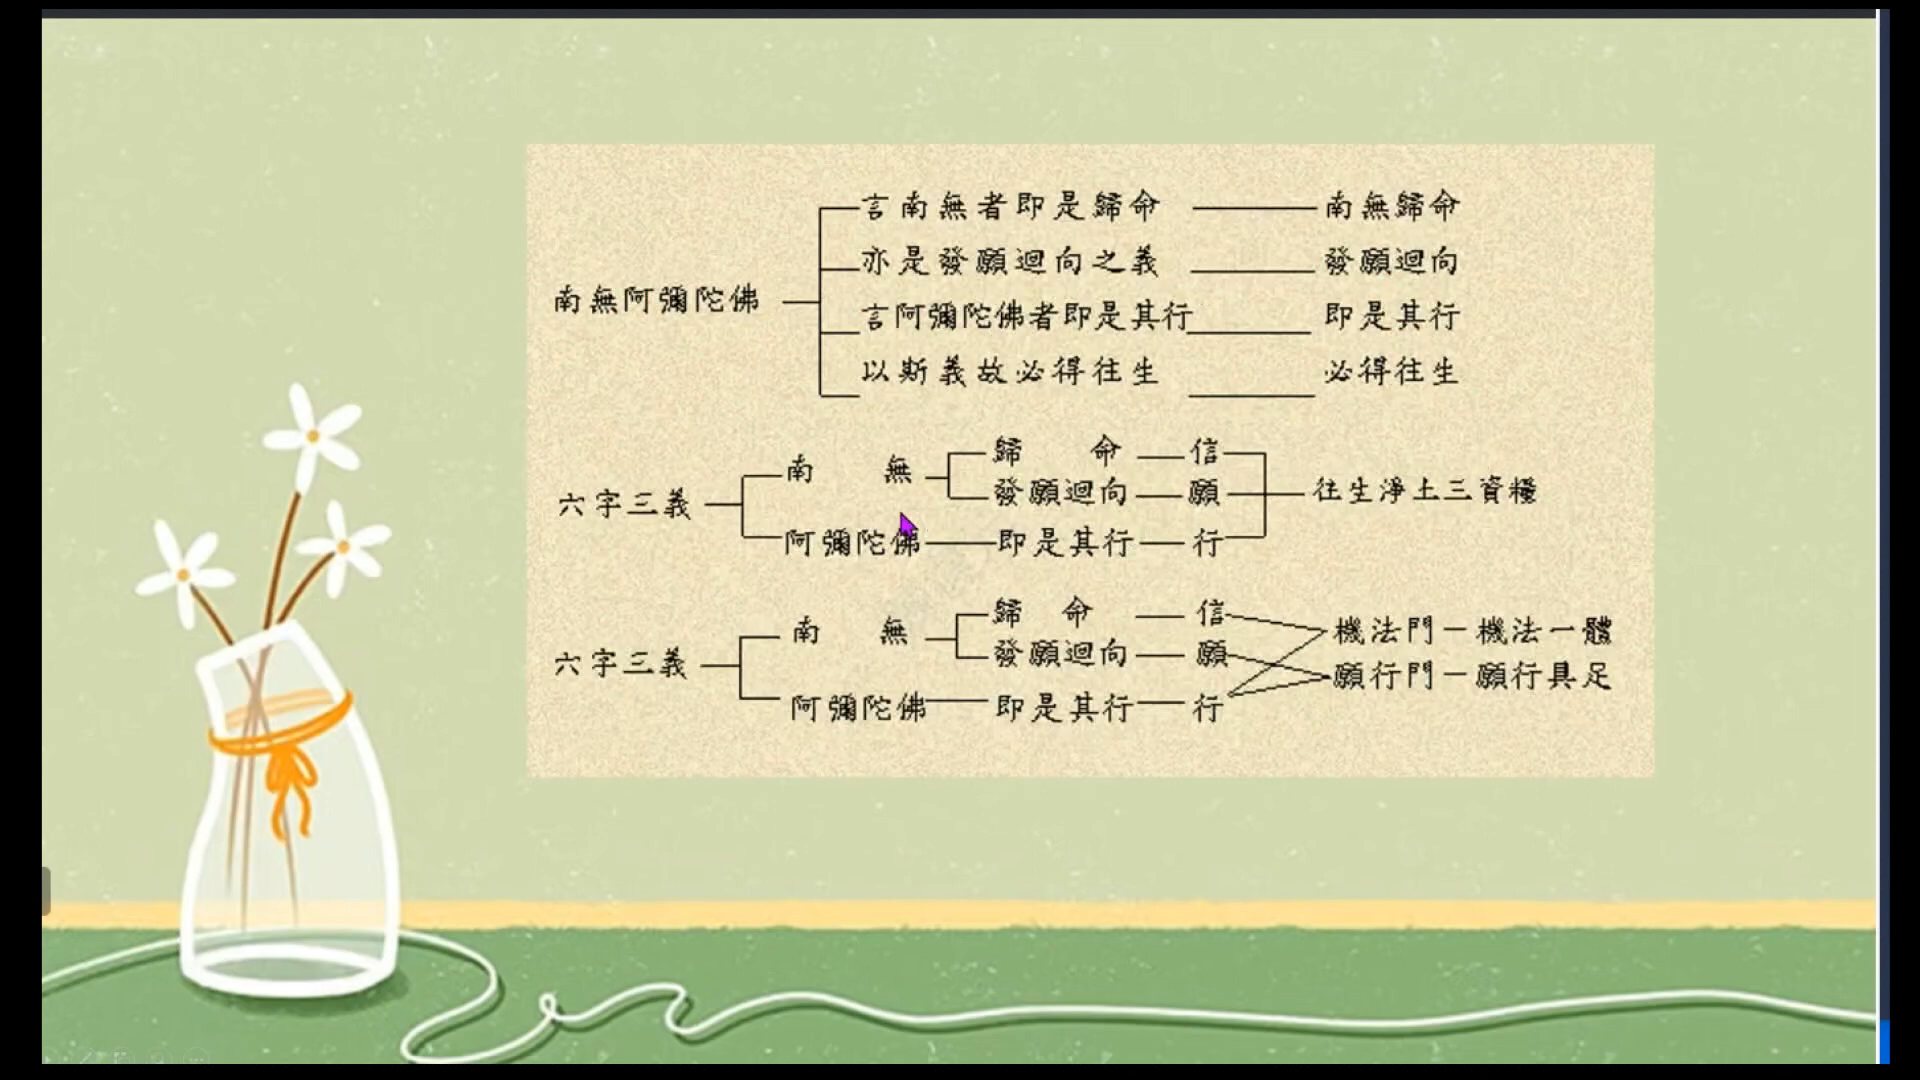 言南無者即是歸命 南無歸命
亦是發願迴向之義 發願迴向
南無阿彌陀佛
言阿彌陀佛者即是其行 即是其行
以斯義故必得往生 必得往生
歸 命 信
南 無
發願迴向 願 往生淨土三資糧
六字三義
阿彌陀佛 即是其行 行
歸 命 信
南 無 機法門 機法一體
發願迴向 願
六字三義 願行門 願行具足
阿彌陀佛 即是其行 行